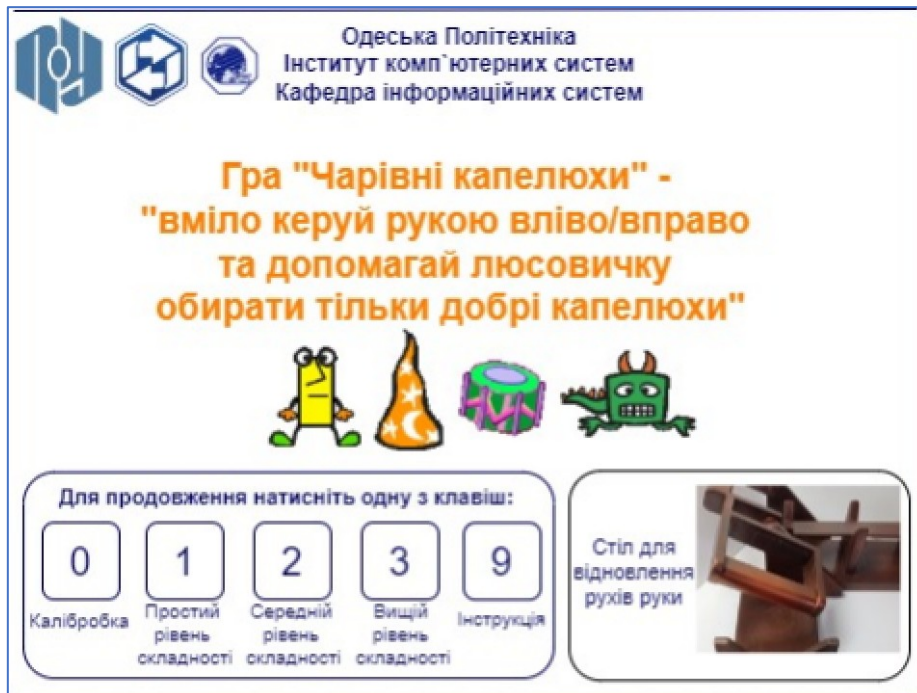 Одеська Політехніка
Інститут комп`ютерних систем
Кафедра інформаційних систем
Гра "Чарівні капелюхи" -
"вміло керуй рукою вліво/вправо
та допомагай люсовичку
обирати тільки добрі капелюхи"
Для продовження натисніть одну з клавіш:
0 1 2 3 9
Калібробка Простий рівень складності Середній рівень складності Вищій рівень складності Інструкція
Стіл для
відновлення
рухів руки